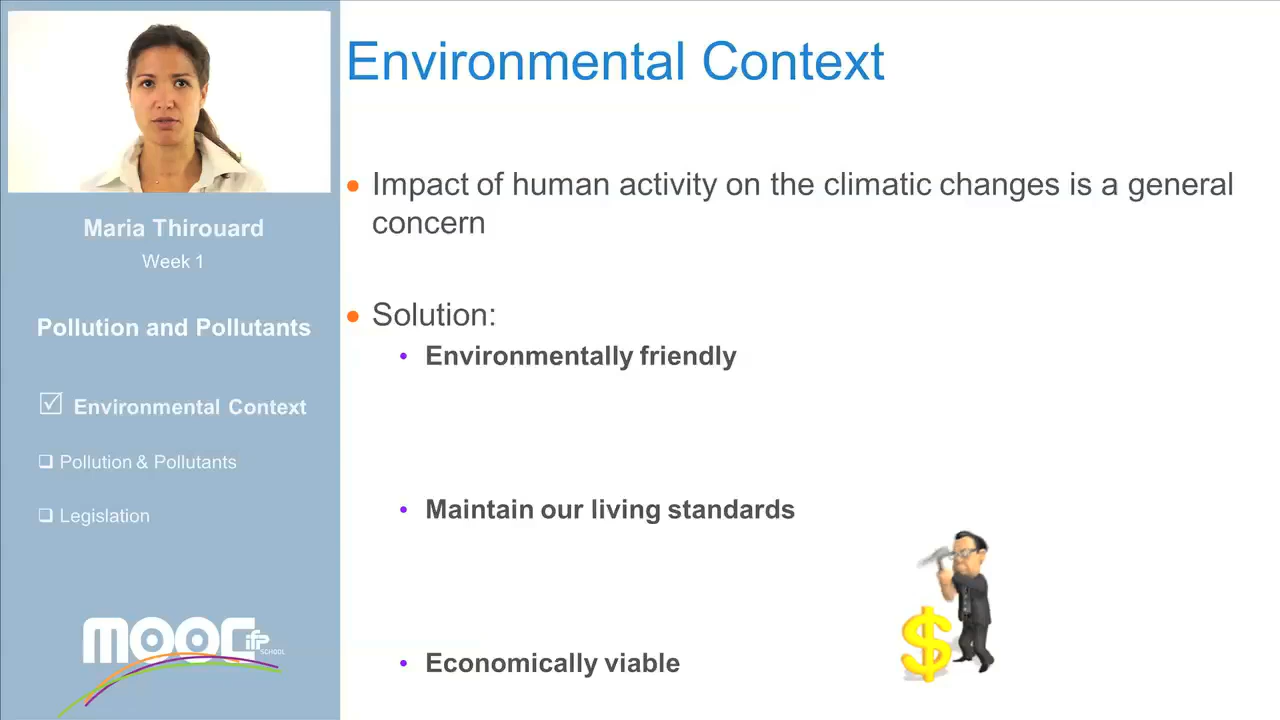 Environmental Context
Maria Thirouard
Week 1
Pollution and Pollutants
Environmental Context
Pollution & Pollutants
Legislation
MOOC ifp
SCHOOL
• Impact of human activity on the climatic changes is a general
concern
• Solution:
• Environmentally friendly
• Maintain our living standards
• Economically viable
$